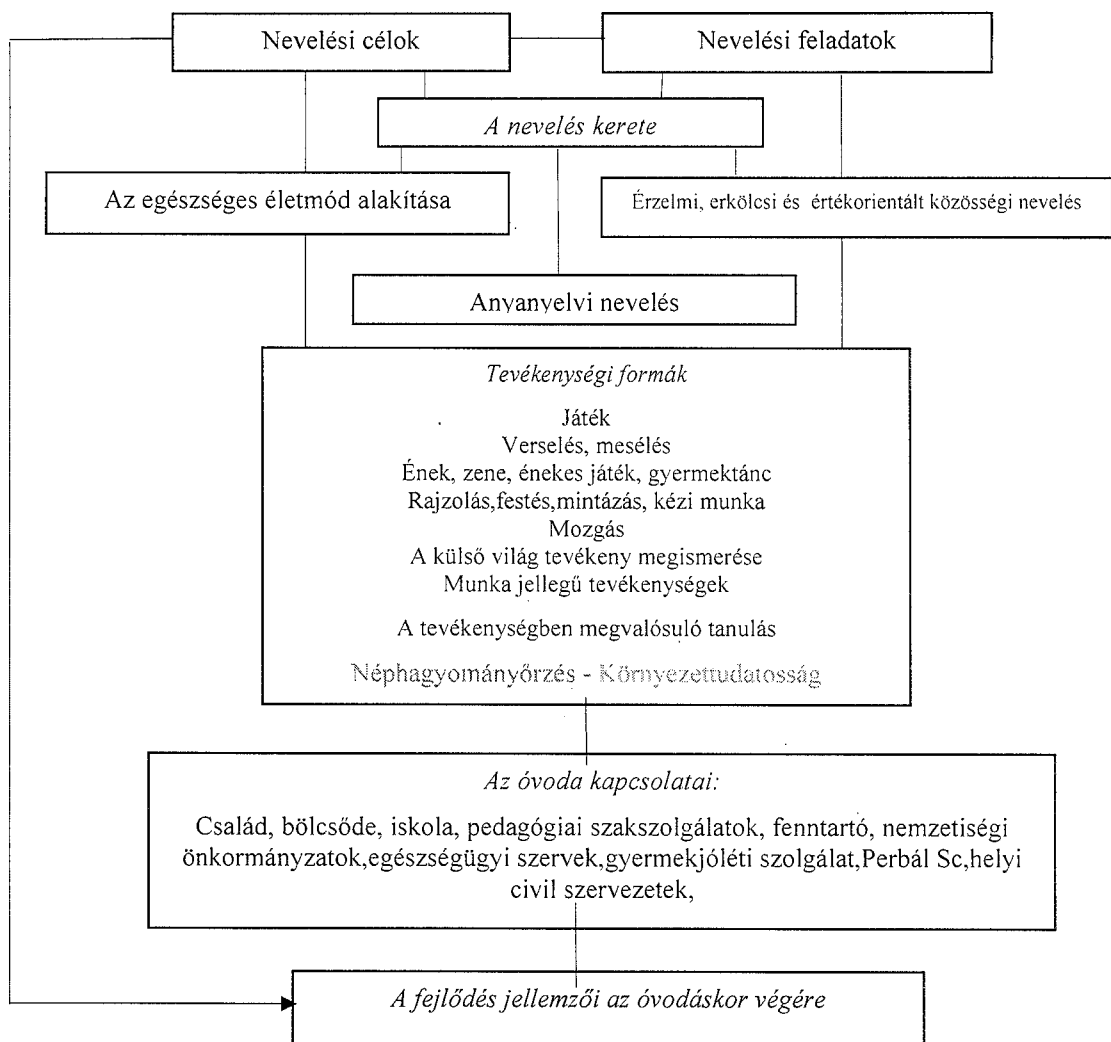 Nevelési célok
Nevelési feladatok
A nevelés kerete
Az egészséges életmód alakítása
Érzelmi, erkölcsi és értékorientált közösségi nevelés
Anyanyelvi nevelés
Tevékenységi formák
Játék
Verselés, mesélés
Ének, zene, énekes játék, gyermektánc
Rajzolás,festés,mintázás, kézi munka
Mozgás
A külső világ tevékeny megismerése
Munka jellegű tevékenységek
A tevékenységben megvalósuló tanulás
Néphagyományőrzés - Környezettudatosság
Az óvoda kapcsolatai:
Család, bölcsőde, iskola, pedagógiai szakszolgálatok, fenntartó, nemzetiségi
önkormányzatok,egészségügyi szervek,gyermekjóléti szolgálat,Perbál Sc,helyi
civil szervezetek,
A fejlődés jellemzői az óvodáskor végére